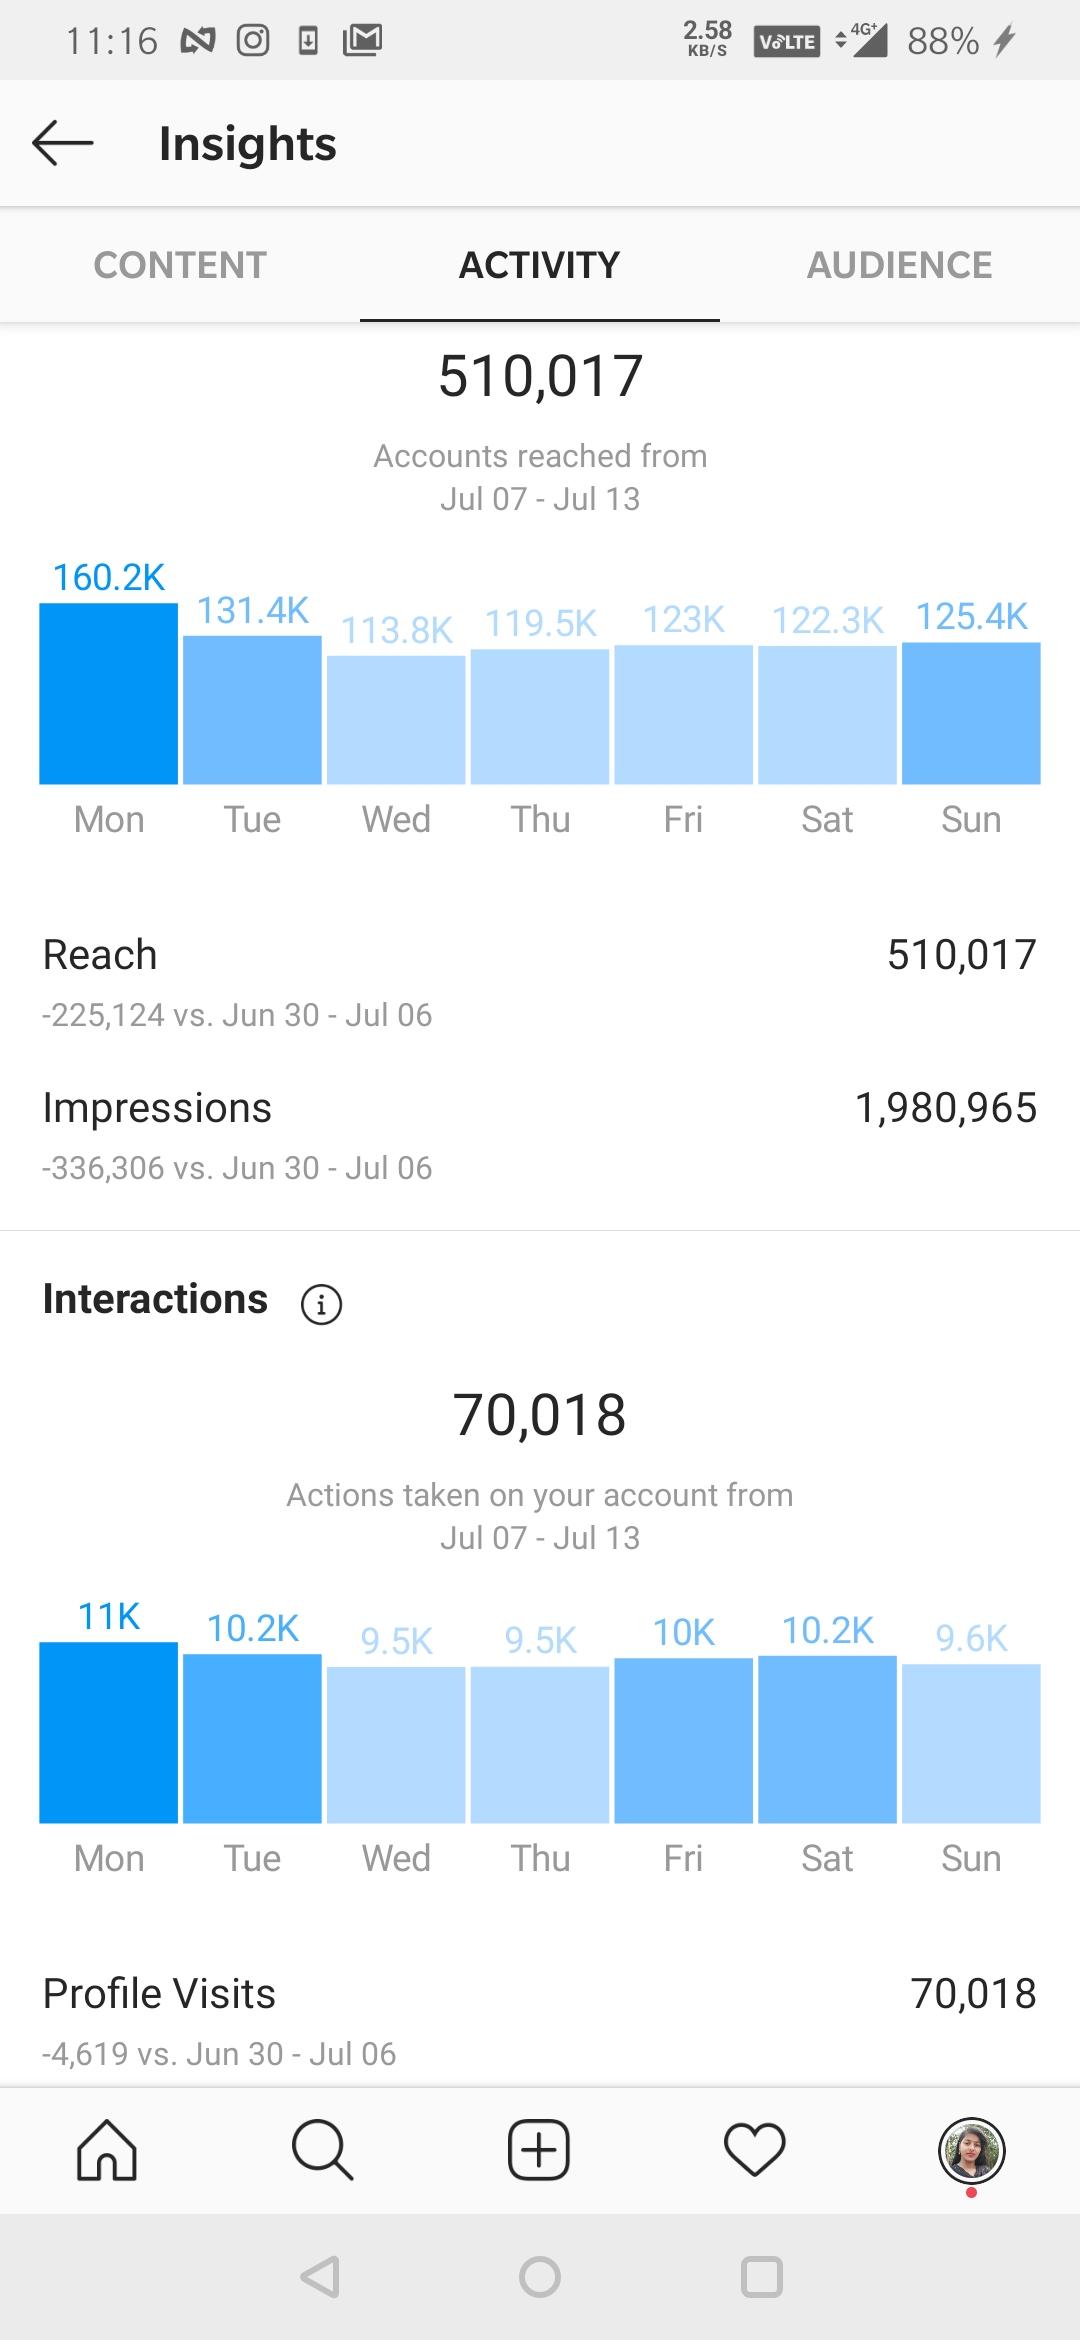 11:16 2.58 KB/S VoLTE 4G+ 88%
Insights
CONTENT ACTIVITY AUDIENCE
510,017
Accounts reached from
Jul 07 - Jul 13
160.2K 131.4K 113.8K 119.5K 123K 122.3K 125.4K
Mon Tue Wed Thu Fri Sat Sun
Reach 510,017
-225,124 vs. Jun 30 - Jul 06
Impressions 1,980,965
-336,306 vs. Jun 30 - Jul 06
Interactions
70,018
Actions taken on your account from
Jul 07 - Jul 13
11K 10.2K 9.5K 9.5K 10K 10.2K 9.6K
Mon Tue Wed Thu Fri Sat Sun
Profile Visits 70,018
-4,619 vs. Jun 30 - Jul 06